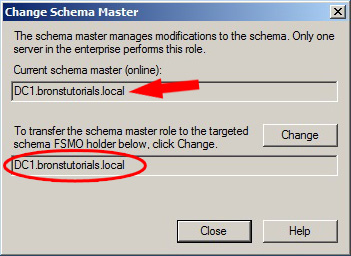 Change Schema Master
The schema master manages modifications to the schema. Only one
server in the enterprise performs this role.
Current schema master (online):
DC1.bronstutorials.local
To transfer the schema master role to the targeted
schema FSMO holder below, click Change.
Change
DC1.bronstutorials.local
Close
Help